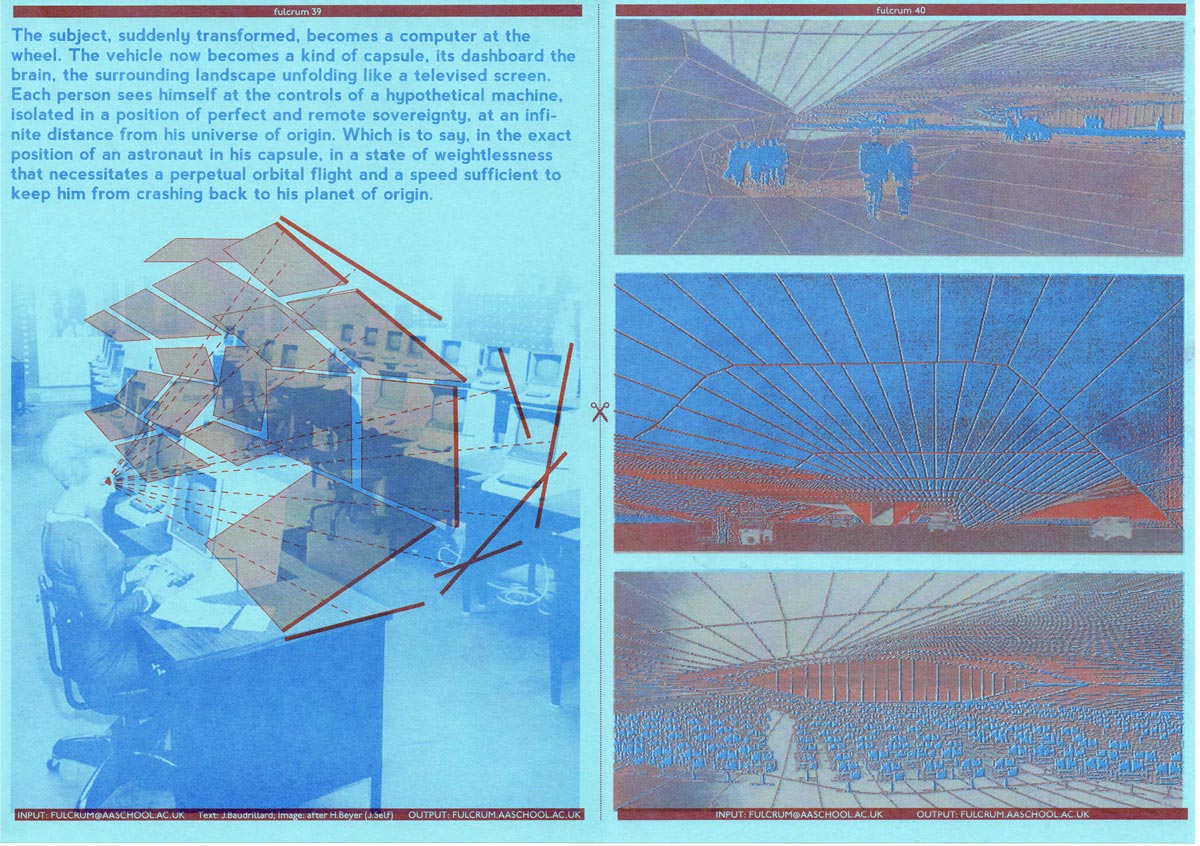 fulcrum 39
The subject, suddenly transformed, becomes a computer at the
wheel. The vehicle now becomes a kind of capsule, its dashboard the
brain, the surrounding landscape unfolding like a televised screen.
Each person sees himself at the controls of a hypothetical machine,
isolated in a position of perfect and remote sovereignty, at an infi-
nite distance from his universe of origin. Which is to say, in the exact
position of an astronaut in his capsule, in a state of weightlessness
that necessitates a perpetual orbital flight and a speed sufficient to
keep him from crashing back to his planet of origin.
INPUT: FULCRUM@AASCHOOL.AC.UK Text: J.Baudrillard; Image: after H.Beyer (J.Self) OUTPUT: FULCRUM.AASCHOOL.AC.UK
fulcrum 40
INPUT: FULCRUM@AASCHOOL.AC.UK OUTPUT: FULCRUM.AASCHOOL.AC.UK